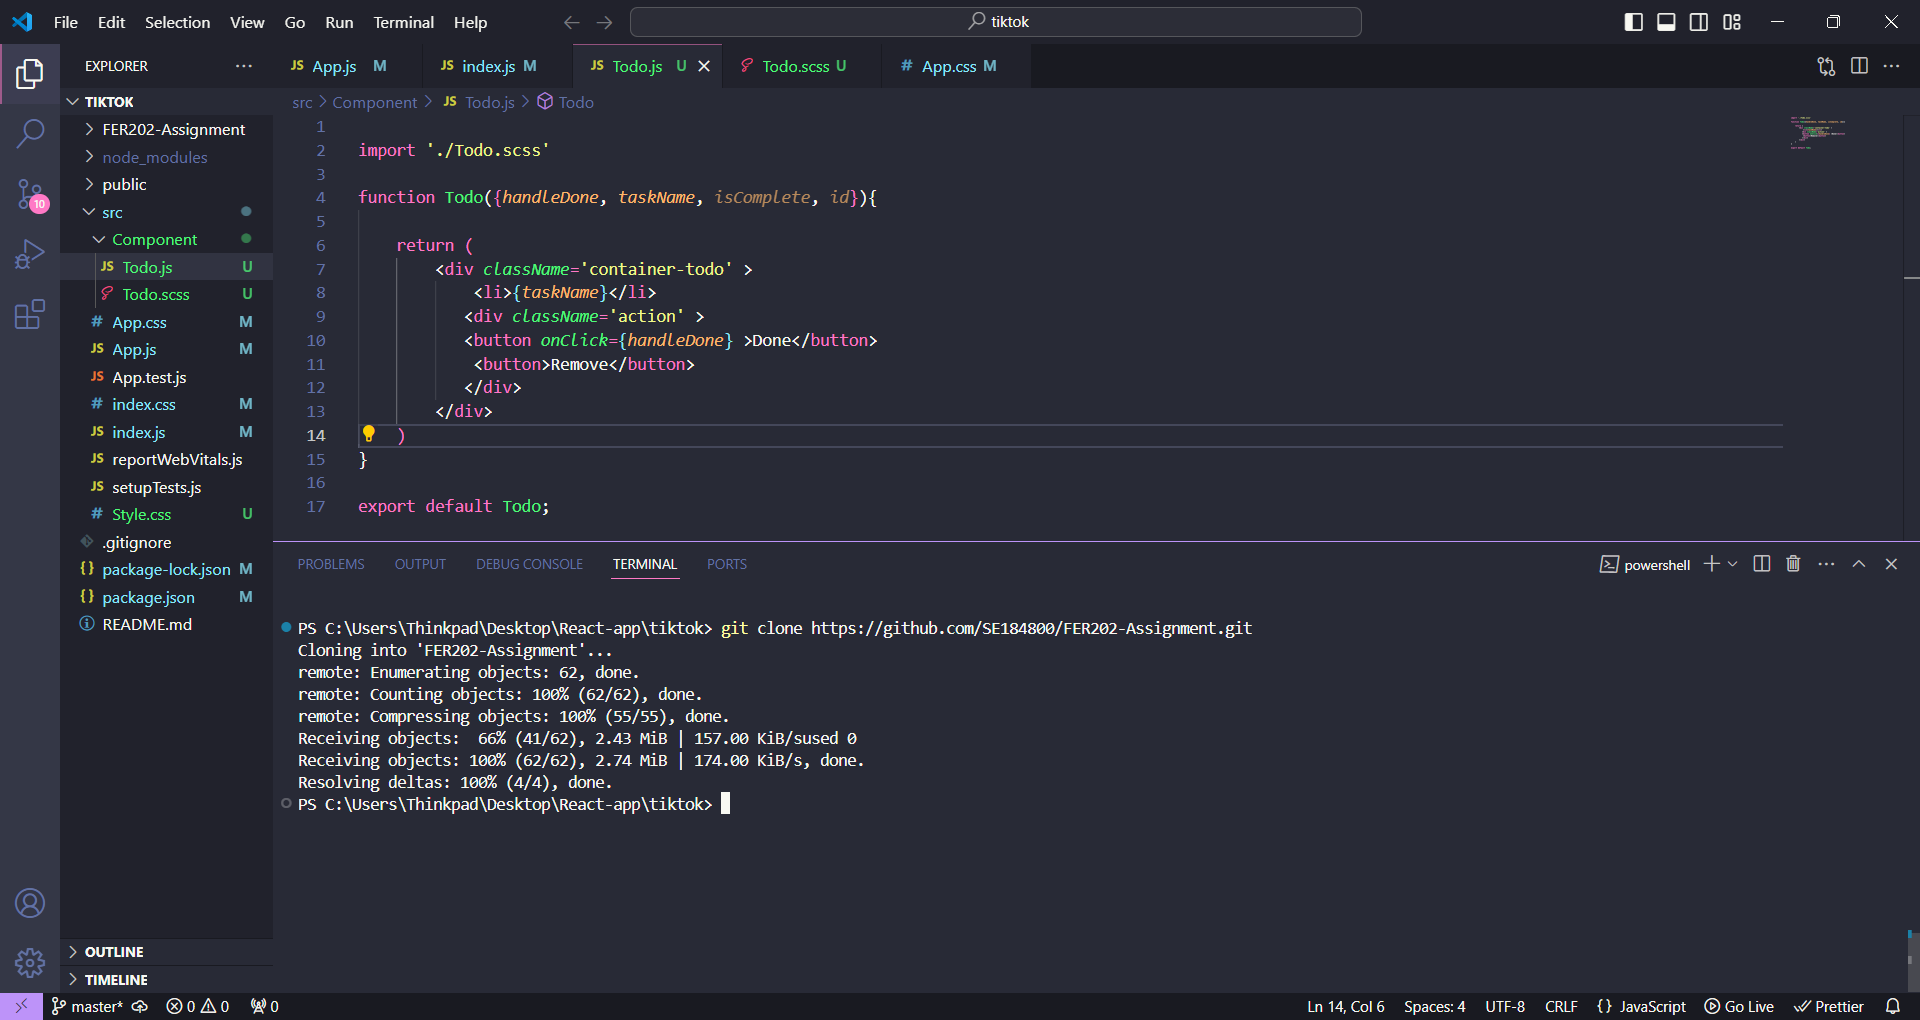 File Edit Selection View Go Run Terminal Help
tiktok
EXPLORER
JS App.js M
JS index.js M
JS Todo.js U
Todo.scss U
# App.css M
TIKTOK
FER202-Assignment
node_modules
public
src
Component
JS Todo.js U
Todo.scss U
# App.css M
JS App.js M
JS App.test.js
# index.css M
JS index.js M
JS reportWebVitals.js
JS setupTests.js
# Style.css U
.gitignore
{} package-lock.json M
{} package.json M
README.md
OUTLINE
TIMELINE
10
src > Component > JS Todo.js > Todo
1
2 import './Todo.scss'
3
4 function Todo({handleDone, taskName, isComplete, id}){
5
6 return (
7 <div className='container-todo' >
8 <li>{taskName}</li>
9 <div className='action' >
10 <button onClick={handleDone} >Done</button>
11 <button>Remove</button>
12 </div>
13 </div>
14 )
15 }
16
17 export default Todo;
PROBLEMS OUTPUT DEBUG CONSOLE TERMINAL PORTS
powershell
PS C:\Users\Thinkpad\Desktop\React-app\tiktok> git clone https://github.com/SE184800/FER202-Assignment.git
Cloning into 'FER202-Assignment'...
remote: Enumerating objects: 62, done.
remote: Counting objects: 100% (62/62), done.
remote: Compressing objects: 100% (55/55), done.
Receiving objects:  66% (41/62), 2.43 MiB | 157.00 KiB/sused 0
Receiving objects: 100% (62/62), 2.74 MiB | 174.00 KiB/s, done.
Resolving deltas: 100% (4/4), done.
PS C:\Users\Thinkpad\Desktop\React-app\tiktok>
master* 0 0 0 Ln 14, Col 6 Spaces: 4 UTF-8 CRLF {} JavaScript Go Live Prettier